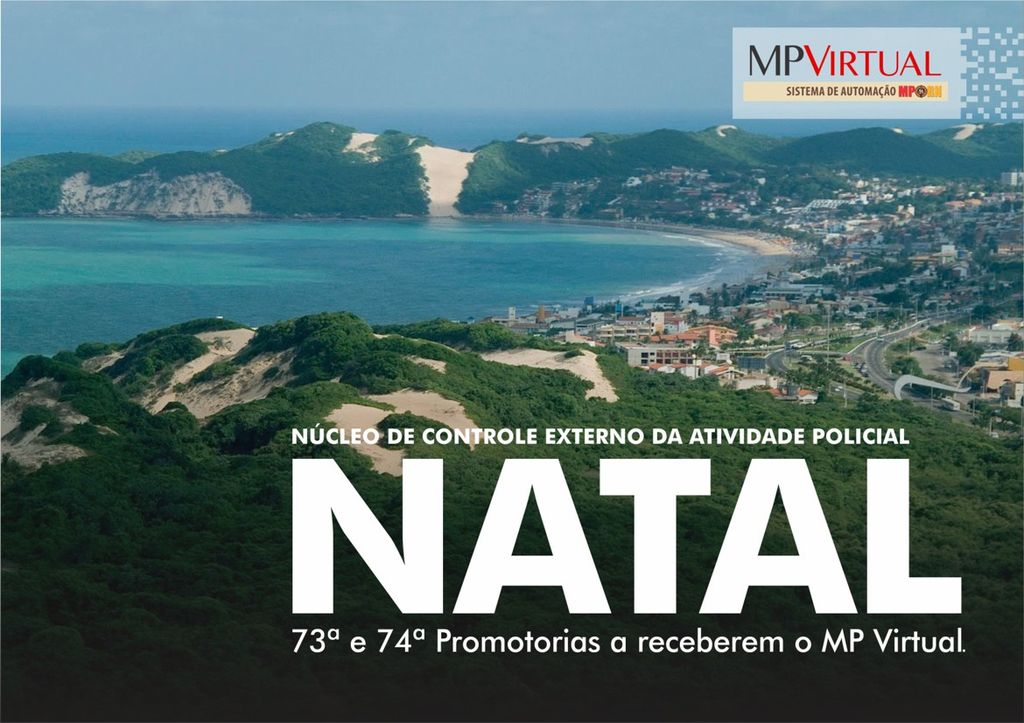 MPVIRTUAL
SISTEMA DE AUTOMAÇÃO MPRN
NÚCLEO DE CONTROLE EXTERNO DA ATIVIDADE POLICIAL
NATAL
73ª e 74ª Promotorias a receberem o MP Virtual.